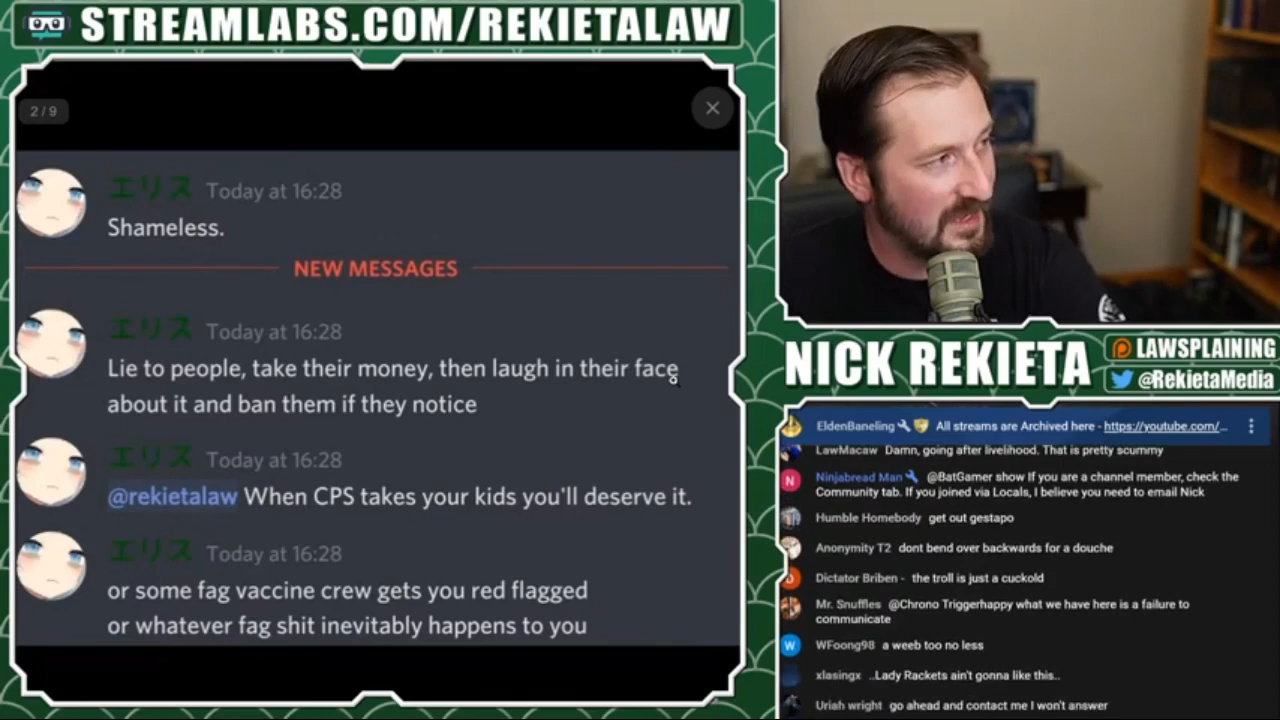 STREAMLABS.COM/REKIETALAW
2/9
エリス Today at 16:28
Shameless.
NEW MESSAGES
エリス Today at 16:28
Lie to people, take their money, then laugh in their face
about it and ban them if they notice
エリス Today at 16:28
@rekietalaw When CPS takes your kids you'll deserve it.
エリス Today at 16:28
or some fag vaccine crew gets you red flagged
or whatever fag shit inevitably happens to you
NICK REKIETA
LAWSPLAINING
@RekietaMedia
EldenBaneling All streams are Archived here - https://youtube.com/...
LawMacaw Damn, going after livelihood. That is pretty scummy
N
Ninjabread Man @BatGamer show If you are a channel member, check the
Community tab. If you joined via Locals, I believe you need to email Nick
Humble Homebody get out gestapo
Anonymity T2 dont bend over backwards for a douche
Dictator Briben - the troll is just a cuckold
Mr. Snuffles @Chrono Triggerhappy what we have here is a failure to
communicate
W
WFoong98 a weeb too no less
xlasingx ..Lady Rackets ain't gonna like this..
Uriah wright go ahead and contact me I won't answer